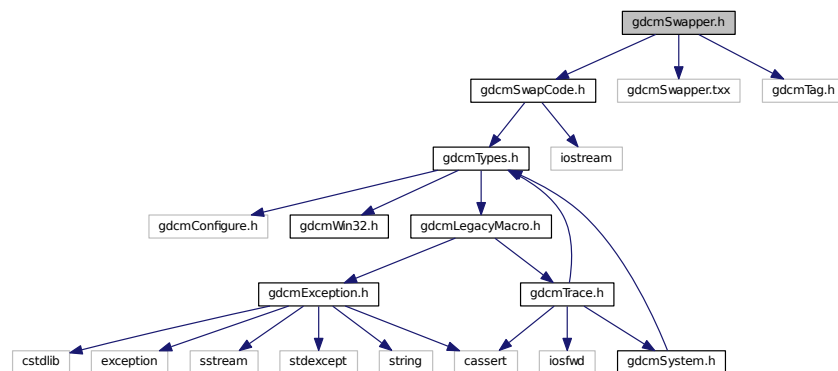 gdcmSwapper.h
gdcmSwapCode.h
gdcmSwapper.txx
gdcmTag.h
gdcmTypes.h
iostream
gdcmConfigure.h
gdcmWin32.h
gdcmLegacyMacro.h
gdcmException.h
gdcmTrace.h
cstdlib
exception
sstream
stdexcept
string
cassert
iosfwd
gdcmSystem.h